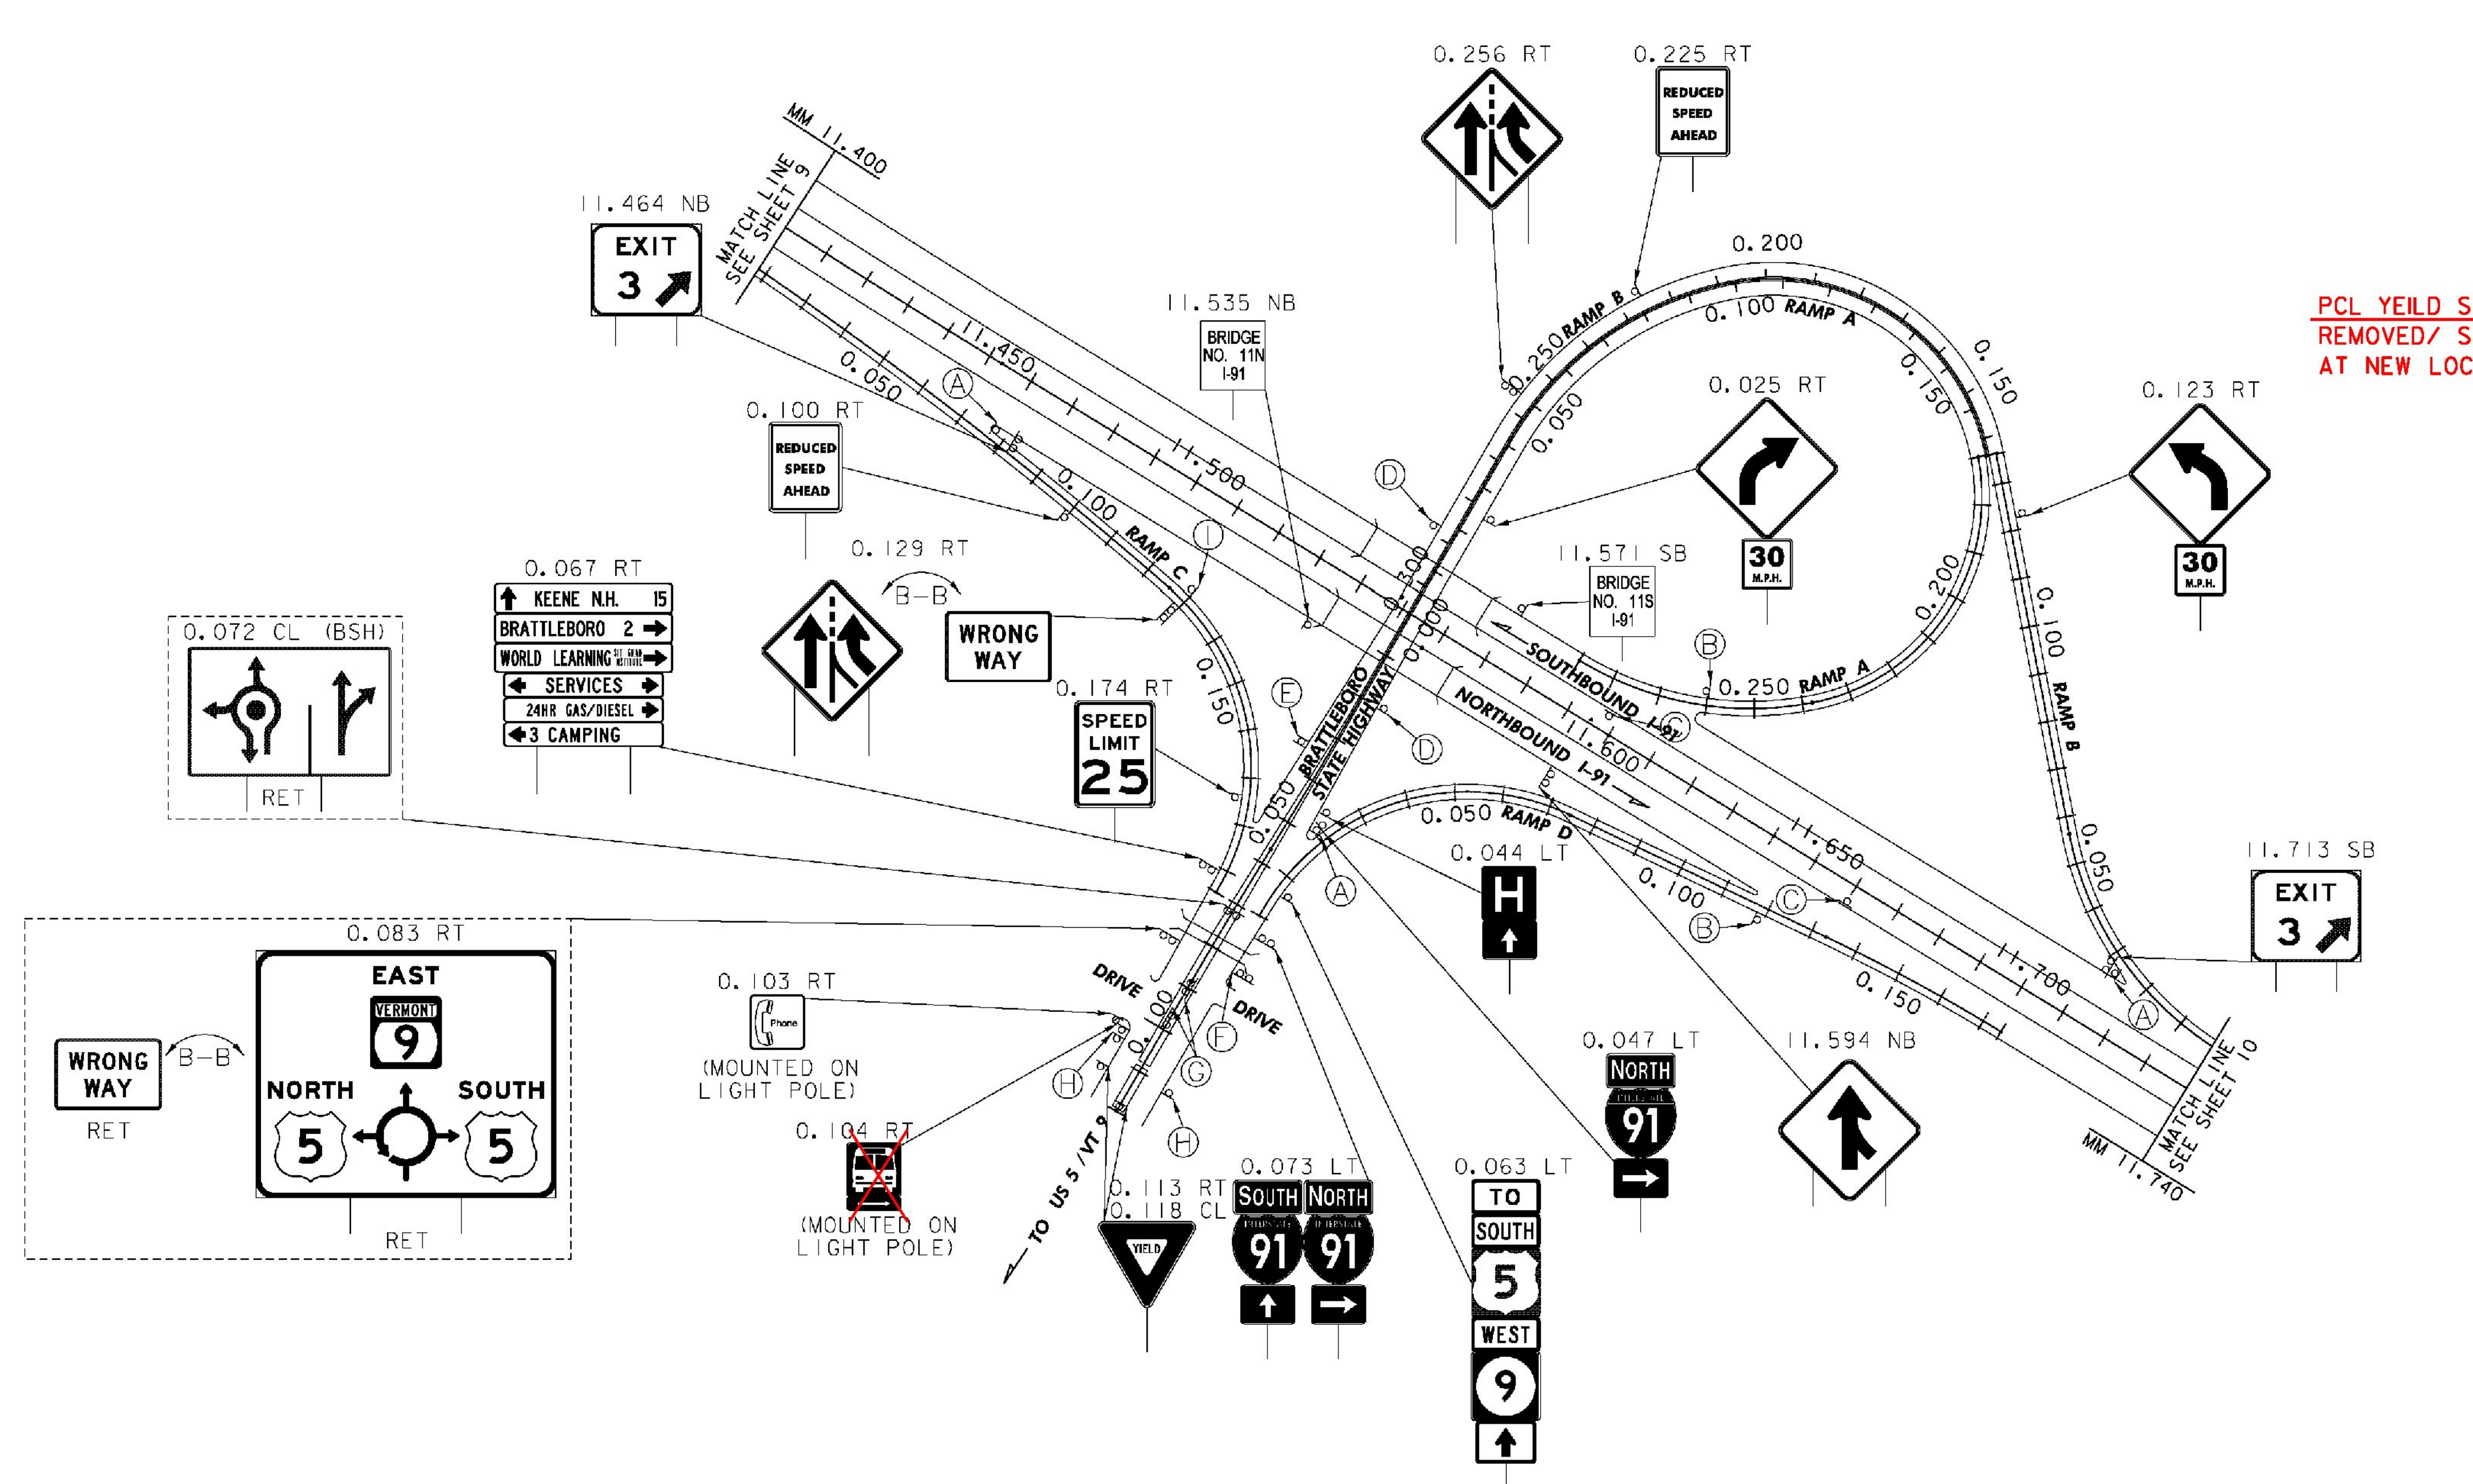 0.256 RT
0.225 RT
REDUCED
SPEED
AHEAD
MM 11.400
MATCH LINE
SEE SHEET 9
11.464 NB
EXIT
3
0.200
0.250 RAMP B
0.100 RAMP A
0.150
0.150
0.050
PCL YEILD S
REMOVED/ S
AT NEW LOC
11.535 NB
BRIDGE
NO. 11N
I-91
11.450
0.050
A
0.100 RT
REDUCED
SPEED
AHEAD
11.500
0.100 RAMP C
D
0.025 RT
30
M.P.H.
0.123 RT
30
M.P.H.
I
0.129 RT
B-B
WRONG
WAY
0.067 RT
KEENE N.H. 15
BRATTLEBORO 2
WORLD LEARNING
SERVICES
24HR GAS/DIESEL
3 CAMPING
0.072 CL (BSH)
RET
0.300
0.000
11.571 SB
BRIDGE
NO. 11S
I-91
B
0.200
0.250 RAMP A
0.100 RAMP B
0.150
0.174 RT
SPEED
LIMIT
25
E
BRATTLEBORO
STATE HIGHWAY
0.050
D
SOUTHBOUND I-91
C
NORTHBOUND I-91
11.600
0.050 RAMP D
11.650
0.050
11.713 SB
EXIT
3
A
0.044 LT
H
A
0.100
B
C
11.700
0.150
0.083 RT
EAST
VERMONT
9
NORTH
SOUTH
5
5
RET
WRONG
WAY
B-B
RET
0.103 RT
Phone
(MOUNTED ON
LIGHT POLE)
DRIVE
DRIVE
0.100
F
G
H
H
0.104 RT
(MOUNTED ON
LIGHT POLE)
TO US 5/VT 9
0.113 RT
0.118 CL
YIELD
0.073 LT
SOUTH NORTH
INTERSTATE INTERSTATE
91 91
0.063 LT
TO
SOUTH
5
WEST
9
0.047 LT
NORTH
INTERSTATE
91
11.594 NB
MATCH LINE
SEE SHEET 10
MM 11.740